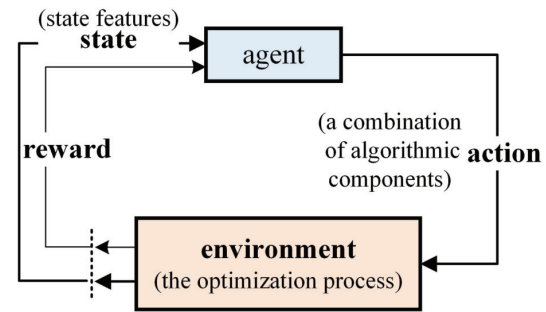 (state features)
state
agent
reward
(a combination
of algorithmic
components)
action
environment
(the optimization process)